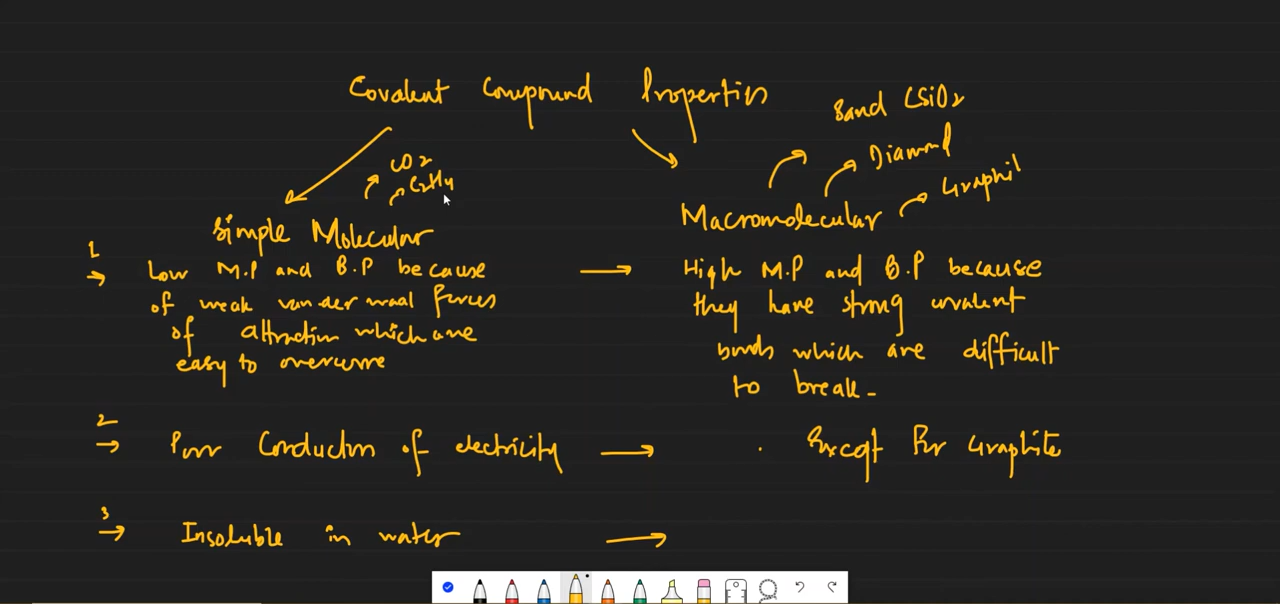 Covalent Compound Properties
Sand (SiO2
Diamond
Graphit
CO2
C2H4
Simple Molecular
Macromolecular
1
→ Low M.P and B.P because
of weak van der waal forces
of attraction which are
easy to overcome
→ High M.P and B.P because
they have strong covalent
bonds which are difficult
to break-
2
→ Poor Conductor of electricity → . Except for Graphite
3
→ Insoluble in water →